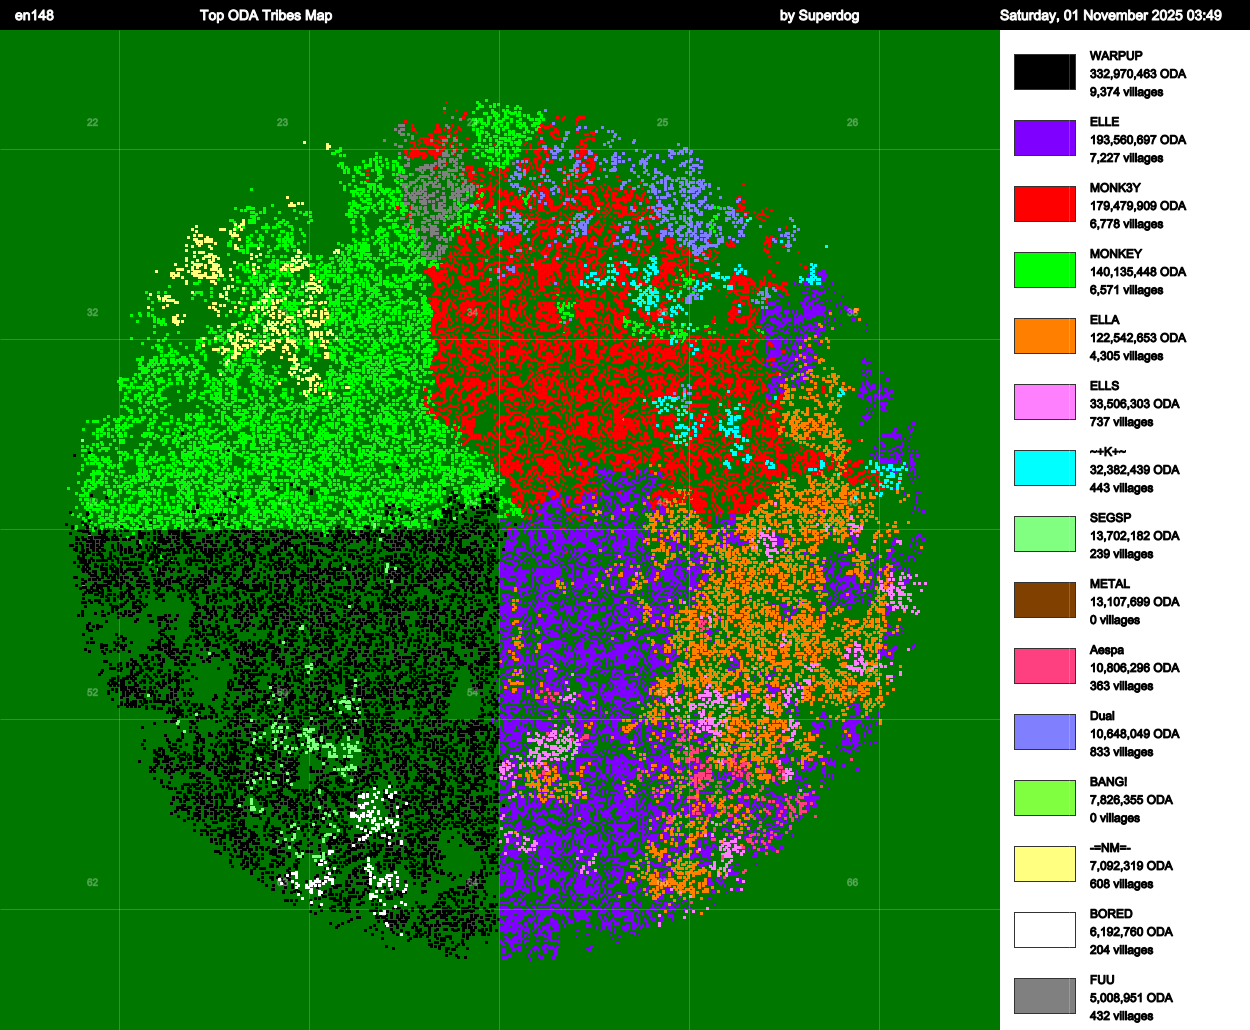 en148 Top ODA Tribes Map by Superdog Saturday, 01 November 2025 03:49
22 23 25 26
32 34
52 54
62 66
WARPUP
332,970,463 ODA
9,374 villages
ELLE
193,560,697 ODA
7,227 villages
MONK3Y
179,479,909 ODA
6,778 villages
MONKEY
140,135,448 ODA
6,571 villages
ELLA
122,542,653 ODA
4,305 villages
ELLS
33,506,303 ODA
737 villages
~+K+~
32,382,439 ODA
443 villages
SEGSP
13,702,182 ODA
239 villages
METAL
13,107,699 ODA
0 villages
Aespa
10,806,296 ODA
363 villages
Dual
10,648,049 ODA
833 villages
BANG!
7,826,355 ODA
0 villages
-=NM=-
7,092,319 ODA
608 villages
BORED
6,192,760 ODA
204 villages
FUU
5,008,951 ODA
432 villages